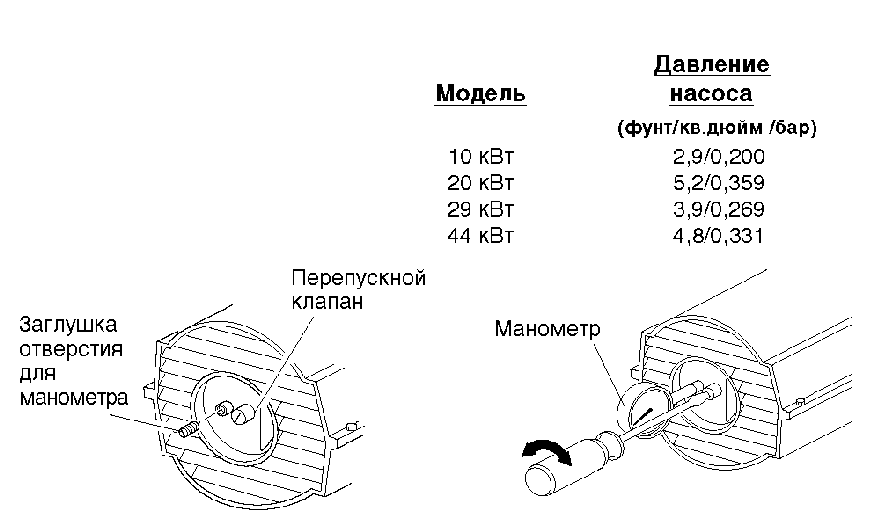 Модель
Давление
насоса
(фунт/кв.дюйм /бар)
10 кВт 2,9/0,200
20 кВт 5,2/0,359
29 кВт 3,9/0,269
44 кВт 4,8/0,331
Перепускной
клапан
Заглушка
отверстия
для
манометра
Манометр